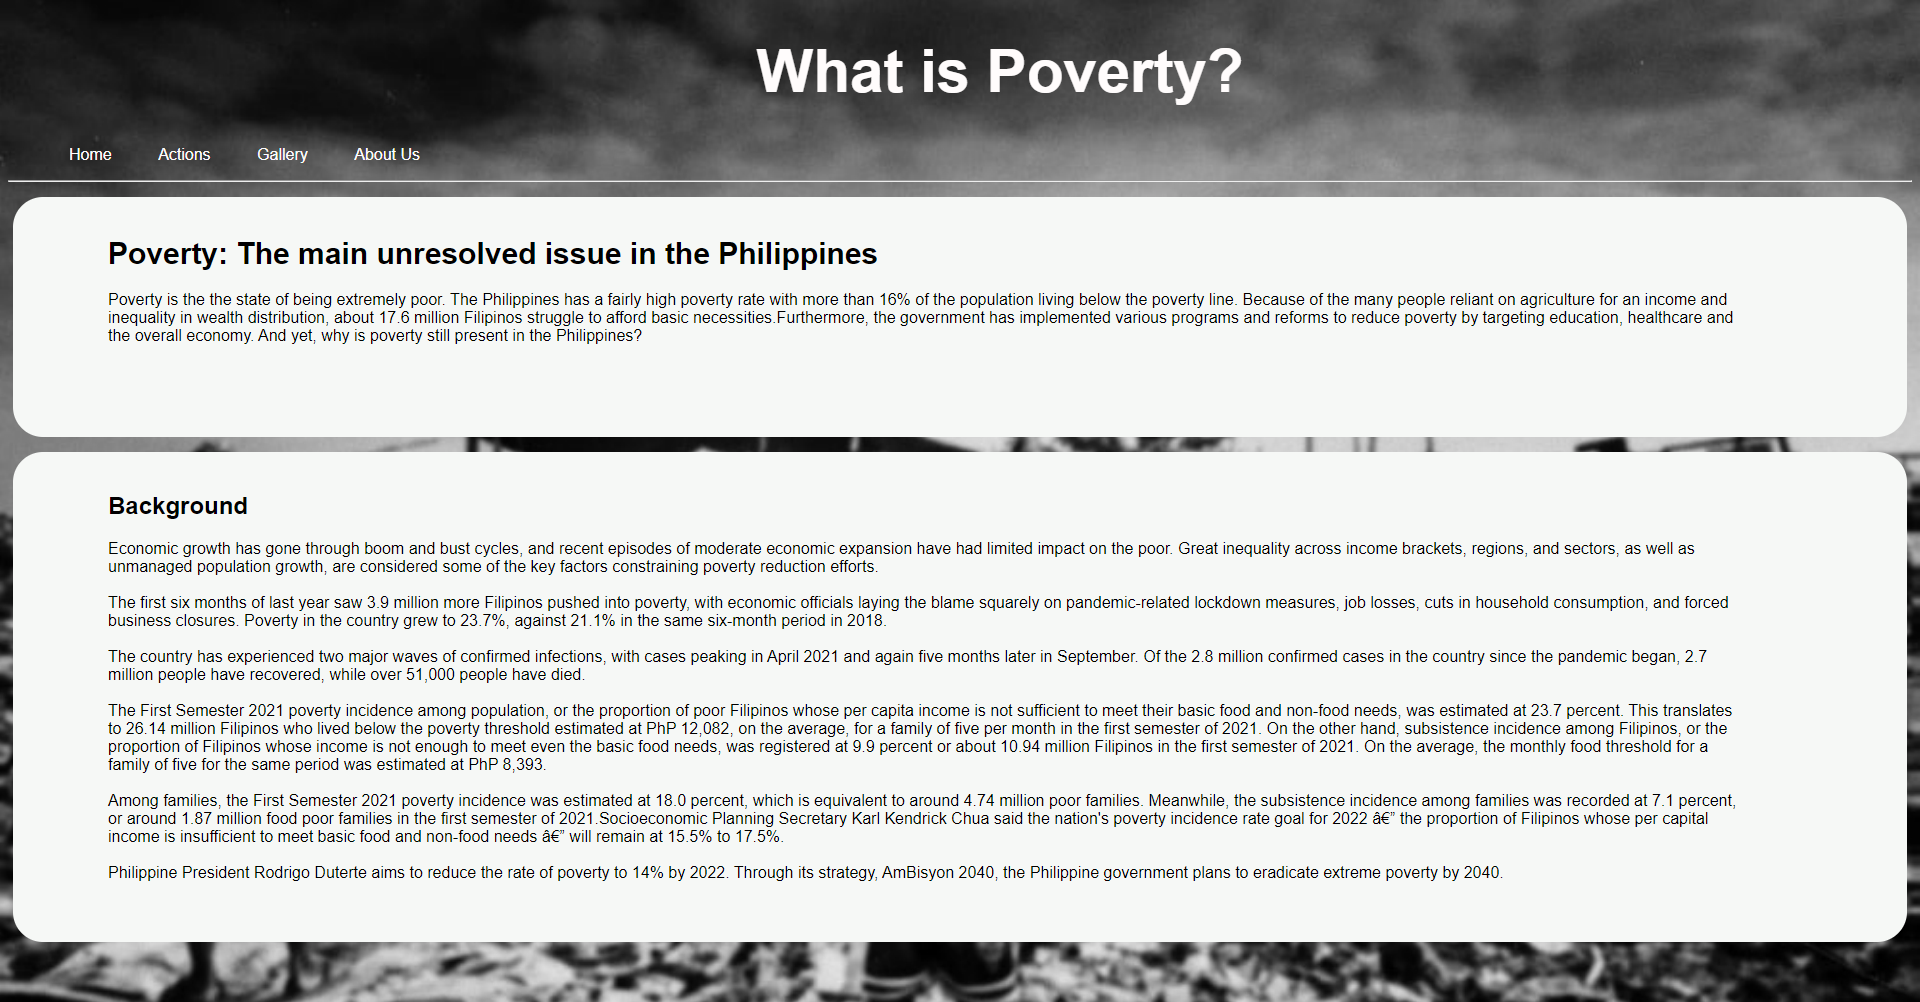 What is Poverty?
Home Actions Gallery About Us
Poverty: The main unresolved issue in the Philippines
Poverty is the the state of being extremely poor. The Philippines has a fairly high poverty rate with more than 16% of the population living below the poverty line. Because of the many people reliant on agriculture for an income and
inequality in wealth distribution, about 17.6 million Filipinos struggle to afford basic necessities.Furthermore, the government has implemented various programs and reforms to reduce poverty by targeting education, healthcare and
the overall economy. And yet, why is poverty still present in the Philippines?
Background
Economic growth has gone through boom and bust cycles, and recent episodes of moderate economic expansion have had limited impact on the poor. Great inequality across income brackets, regions, and sectors, as well as
unmanaged population growth, are considered some of the key factors constraining poverty reduction efforts.
The first six months of last year saw 3.9 million more Filipinos pushed into poverty, with economic officials laying the blame squarely on pandemic-related lockdown measures, job losses, cuts in household consumption, and forced
business closures. Poverty in the country grew to 23.7%, against 21.1% in the same six-month period in 2018.
The country has experienced two major waves of confirmed infections, with cases peaking in April 2021 and again five months later in September. Of the 2.8 million confirmed cases in the country since the pandemic began, 2.7
million people have recovered, while over 51,000 people have died.
The First Semester 2021 poverty incidence among population, or the proportion of poor Filipinos whose per capita income is not sufficient to meet their basic food and non-food needs, was estimated at 23.7 percent. This translates
to 26.14 million Filipinos who lived below the poverty threshold estimated at PhP 12,082, on the average, for a family of five per month in the first semester of 2021. On the other hand, subsistence incidence among Filipinos, or the
proportion of Filipinos whose income is not enough to meet even the basic food needs, was registered at 9.9 percent or about 10.94 million Filipinos in the first semester of 2021. On the average, the monthly food threshold for a
family of five for the same period was estimated at PhP 8,393.
Among families, the First Semester 2021 poverty incidence was estimated at 18.0 percent, which is equivalent to around 4.74 million poor families. Meanwhile, the subsistence incidence among families was recorded at 7.1 percent,
or around 1.87 million food poor families in the first semester of 2021.Socioeconomic Planning Secretary Karl Kendrick Chua said the nation's poverty incidence rate goal for 2022 â€” the proportion of Filipinos whose per capital
income is insufficient to meet basic food and non-food needs â€” will remain at 15.5% to 17.5%.
Philippine President Rodrigo Duterte aims to reduce the rate of poverty to 14% by 2022. Through its strategy, AmBisyon 2040, the Philippine government plans to eradicate extreme poverty by 2040.